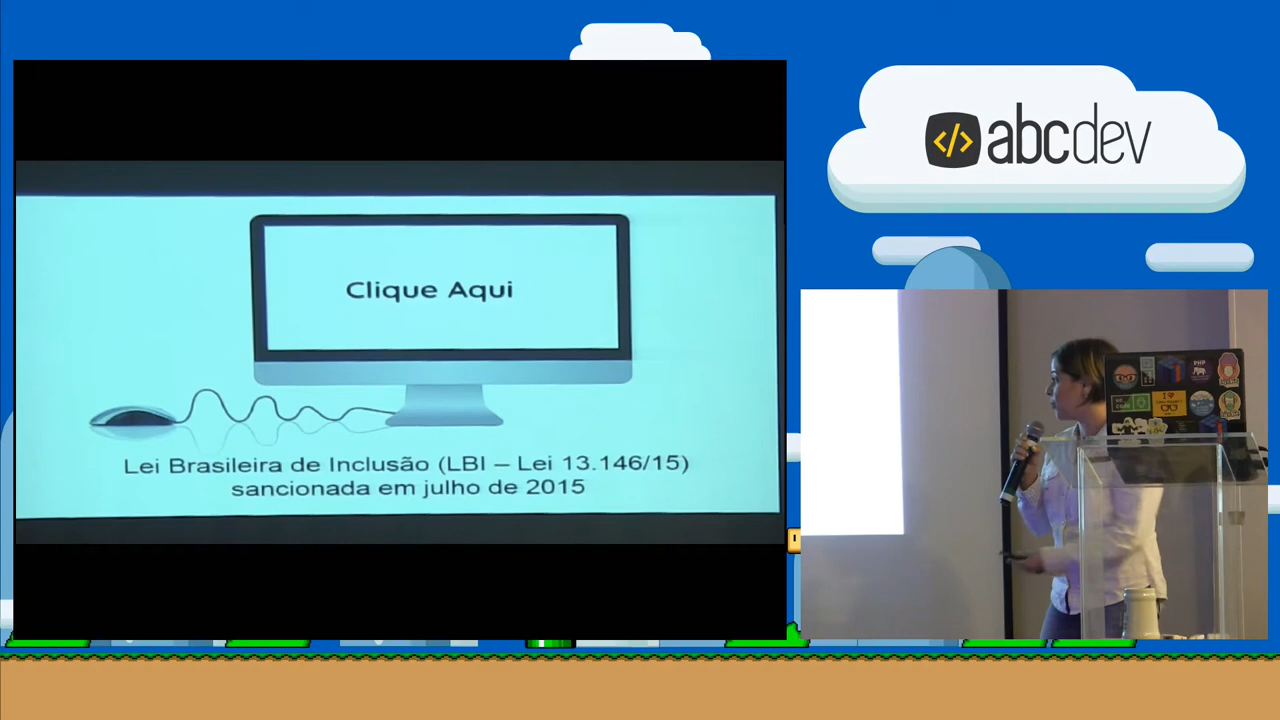 </> abcdev
Clique Aqui
Lei Brasileira de Inclusão (LBI – Lei 13.146/15)
sancionada em julho de 2015
PHP